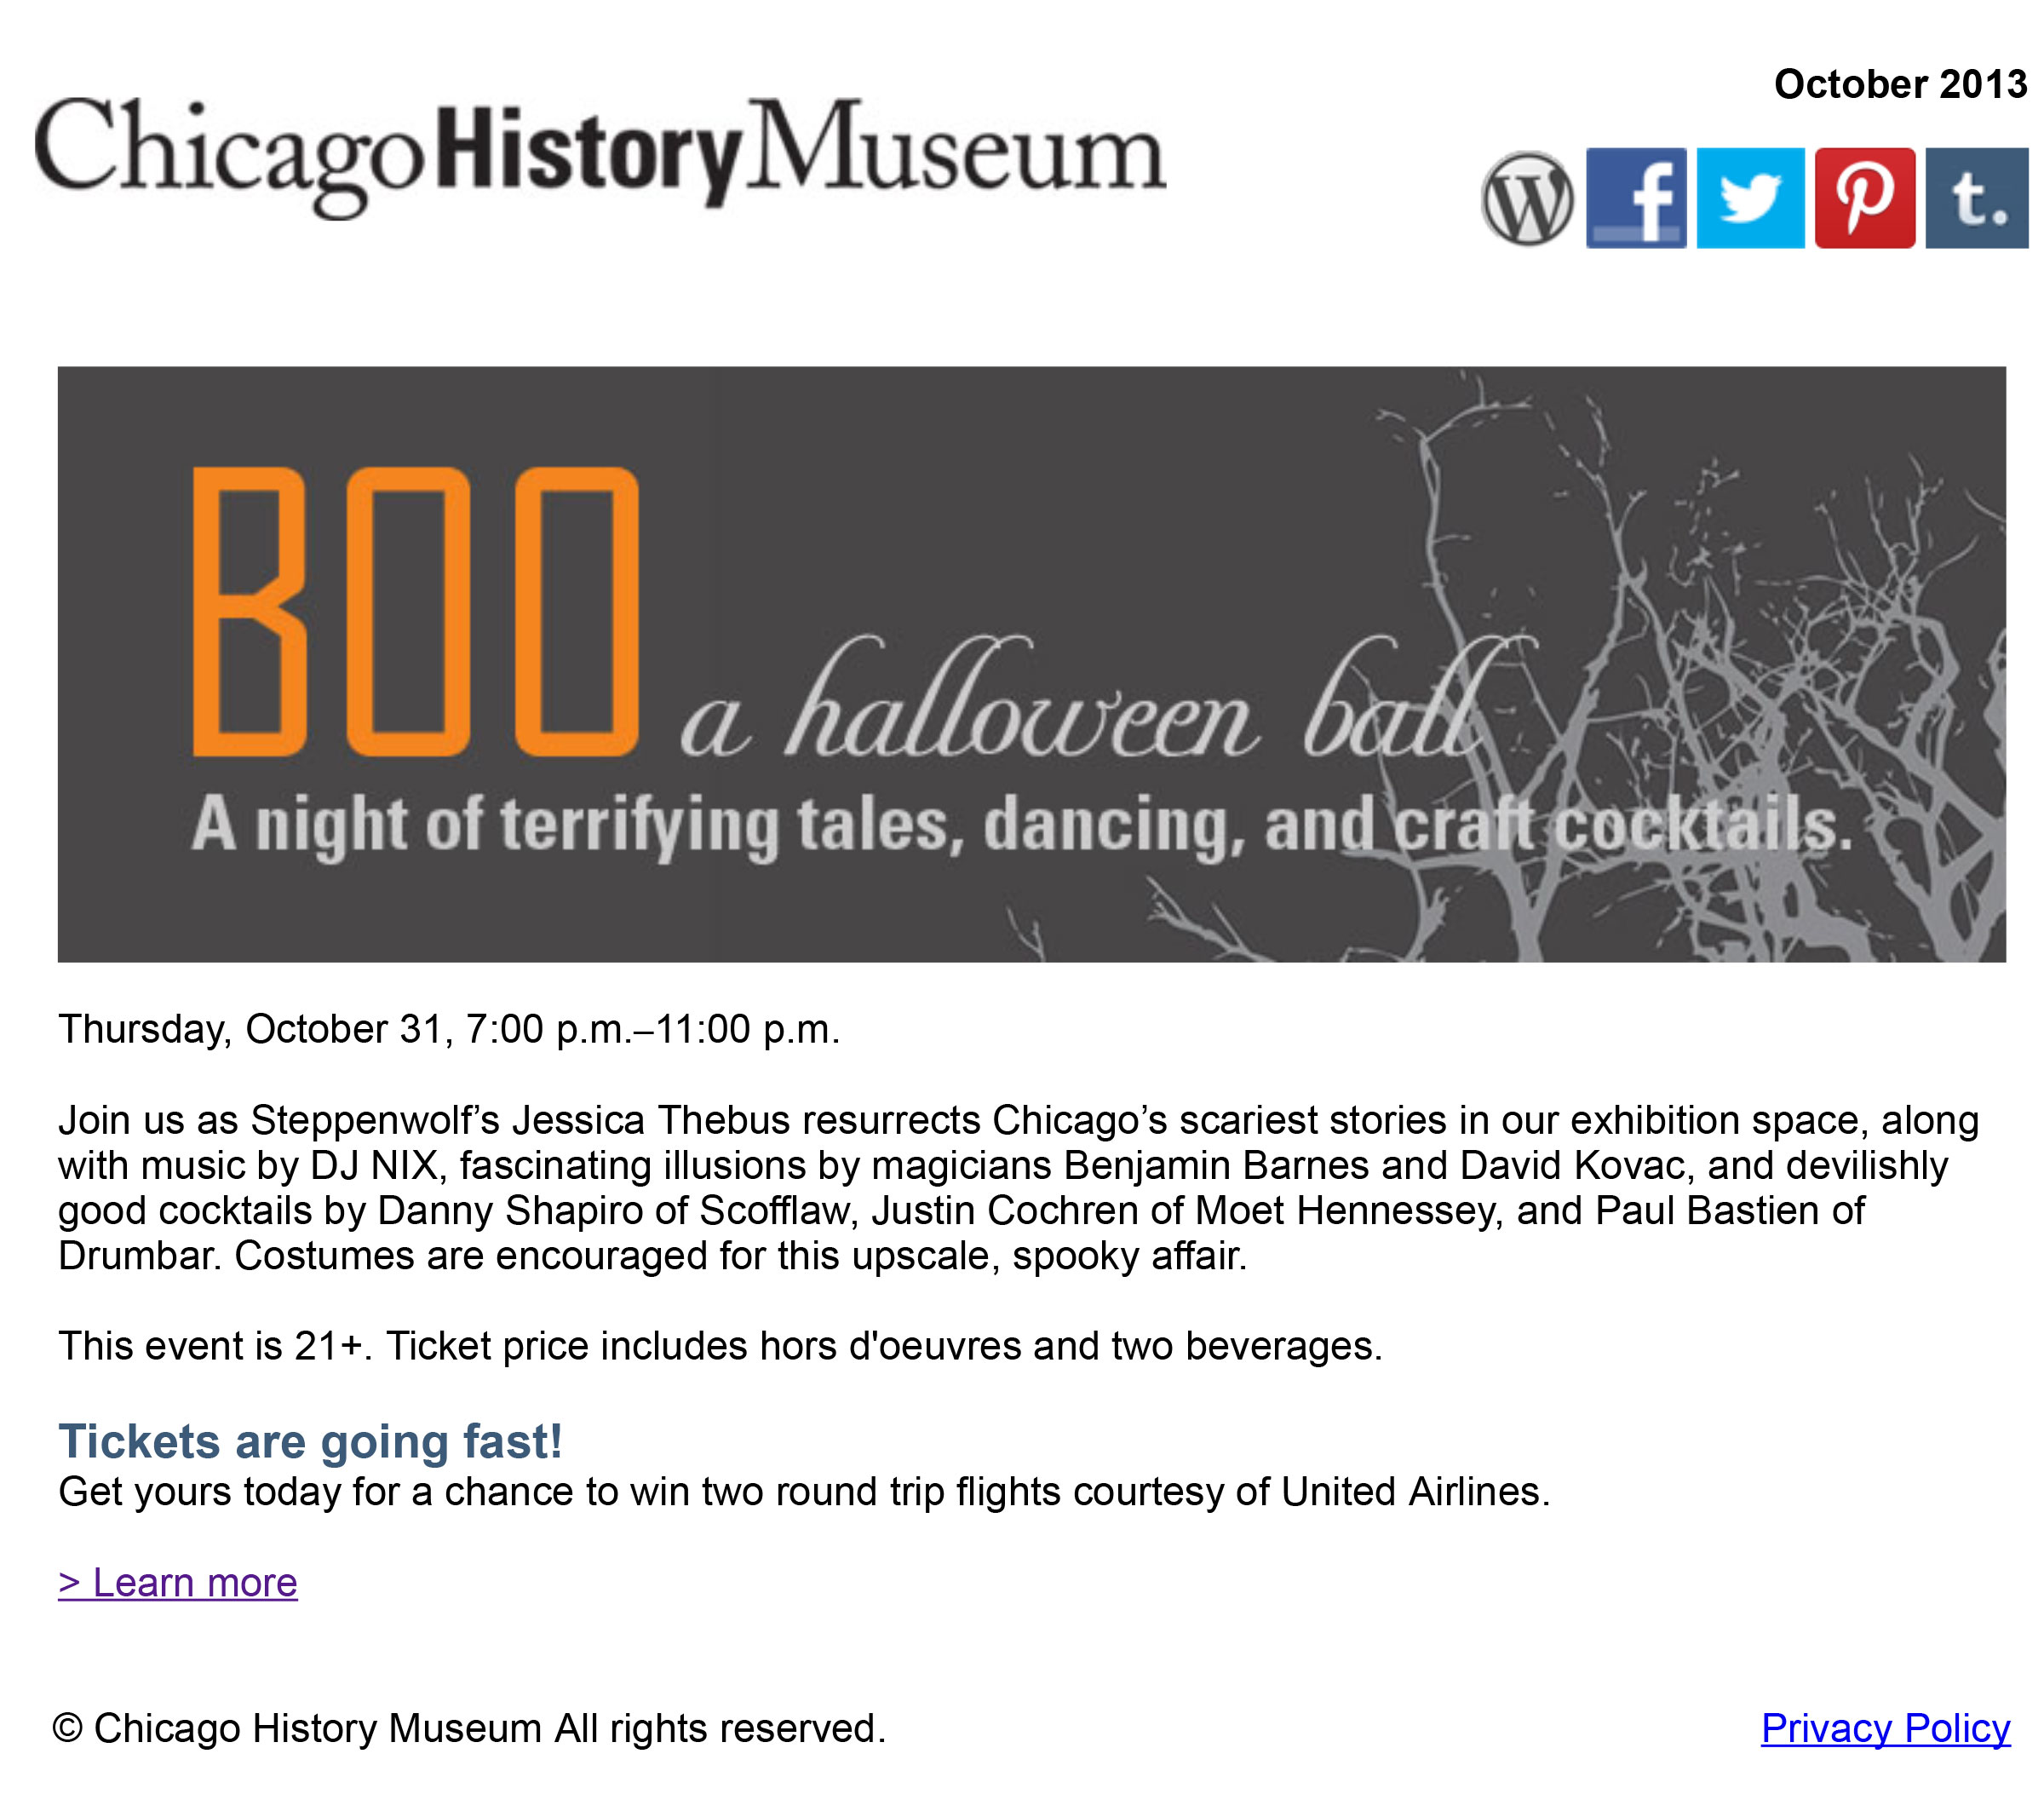 October 2013
Chicago History Museum
BOO a halloween ball
A night of terrifying tales, dancing, and craft cocktails.
Thursday, October 31, 7:00 p.m.–11:00 p.m.
Join us as Steppenwolf’s Jessica Thebus resurrects Chicago’s scariest stories in our exhibition space, along
with music by DJ NIX, fascinating illusions by magicians Benjamin Barnes and David Kovac, and devilishly
good cocktails by Danny Shapiro of Scofflaw, Justin Cochren of Moet Hennessey, and Paul Bastien of
Drumbar. Costumes are encouraged for this upscale, spooky affair.
This event is 21+. Ticket price includes hors d'oeuvres and two beverages.
Tickets are going fast!
Get yours today for a chance to win two round trip flights courtesy of United Airlines.
> Learn more
© Chicago History Museum All rights reserved.
Privacy Policy